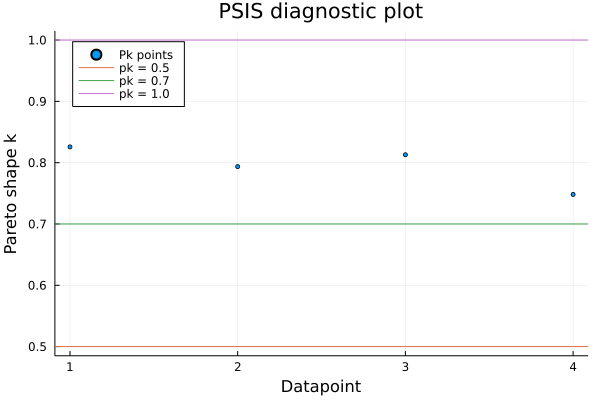 PSIS diagnostic plot
Pareto shape k
1.0
0.9
0.8
0.7
0.6
0.5
Pk points
pk = 0.5
pk = 0.7
pk = 1.0
1 2 3 4
Datapoint